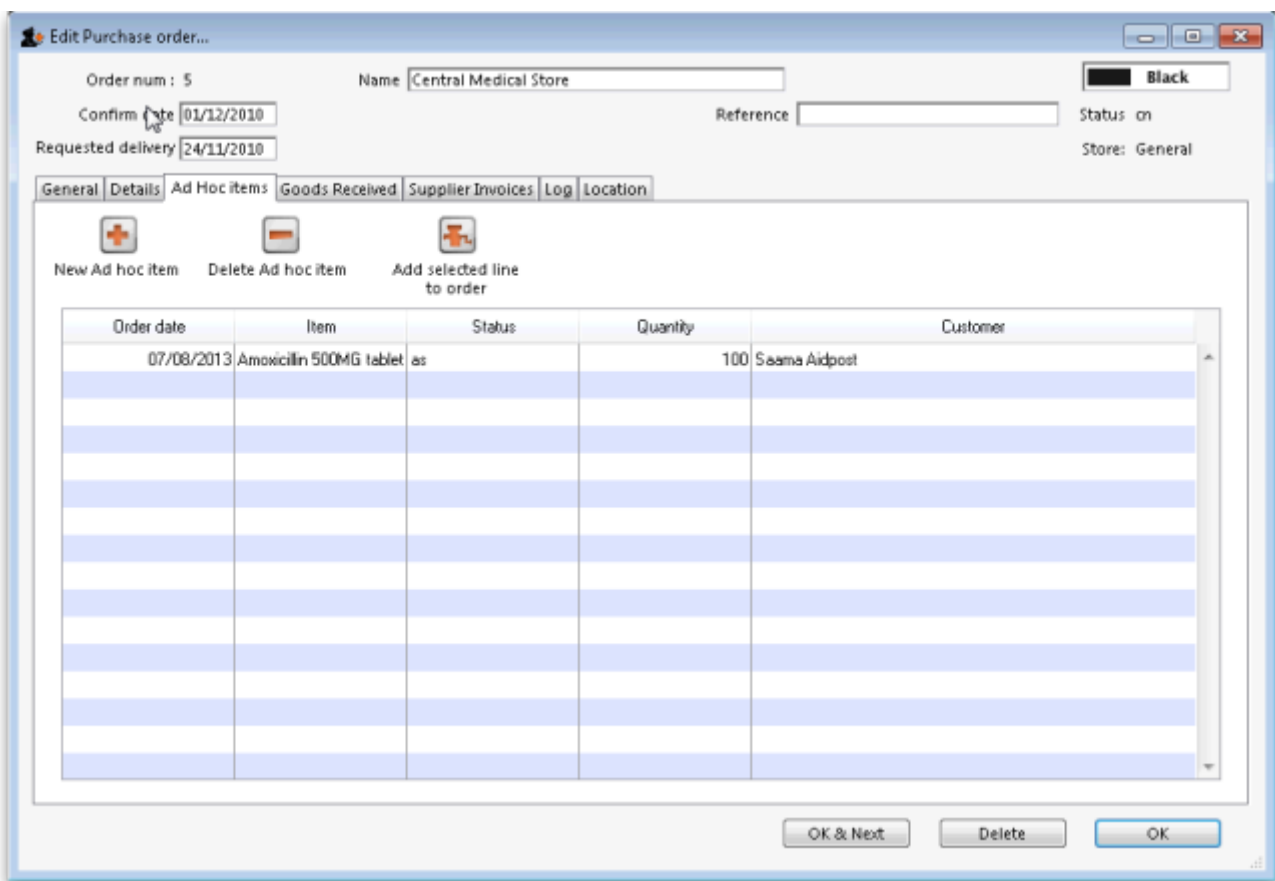 Edit Purchase order...
Order num : 5 Name Central Medical Store Black
Confirm date 01/12/2010 Reference Status cn
Requested delivery 24/11/2010 Store: General
General Details Ad Hoc items Goods Received Supplier Invoices Log Location
New Ad hoc item Delete Ad hoc item Add selected line
to order
Order date Item Status Quantity Customer
07/08/2013 Amoxicillin 500MG tablet as 100 Saama Aidpost
OK & Next Delete OK